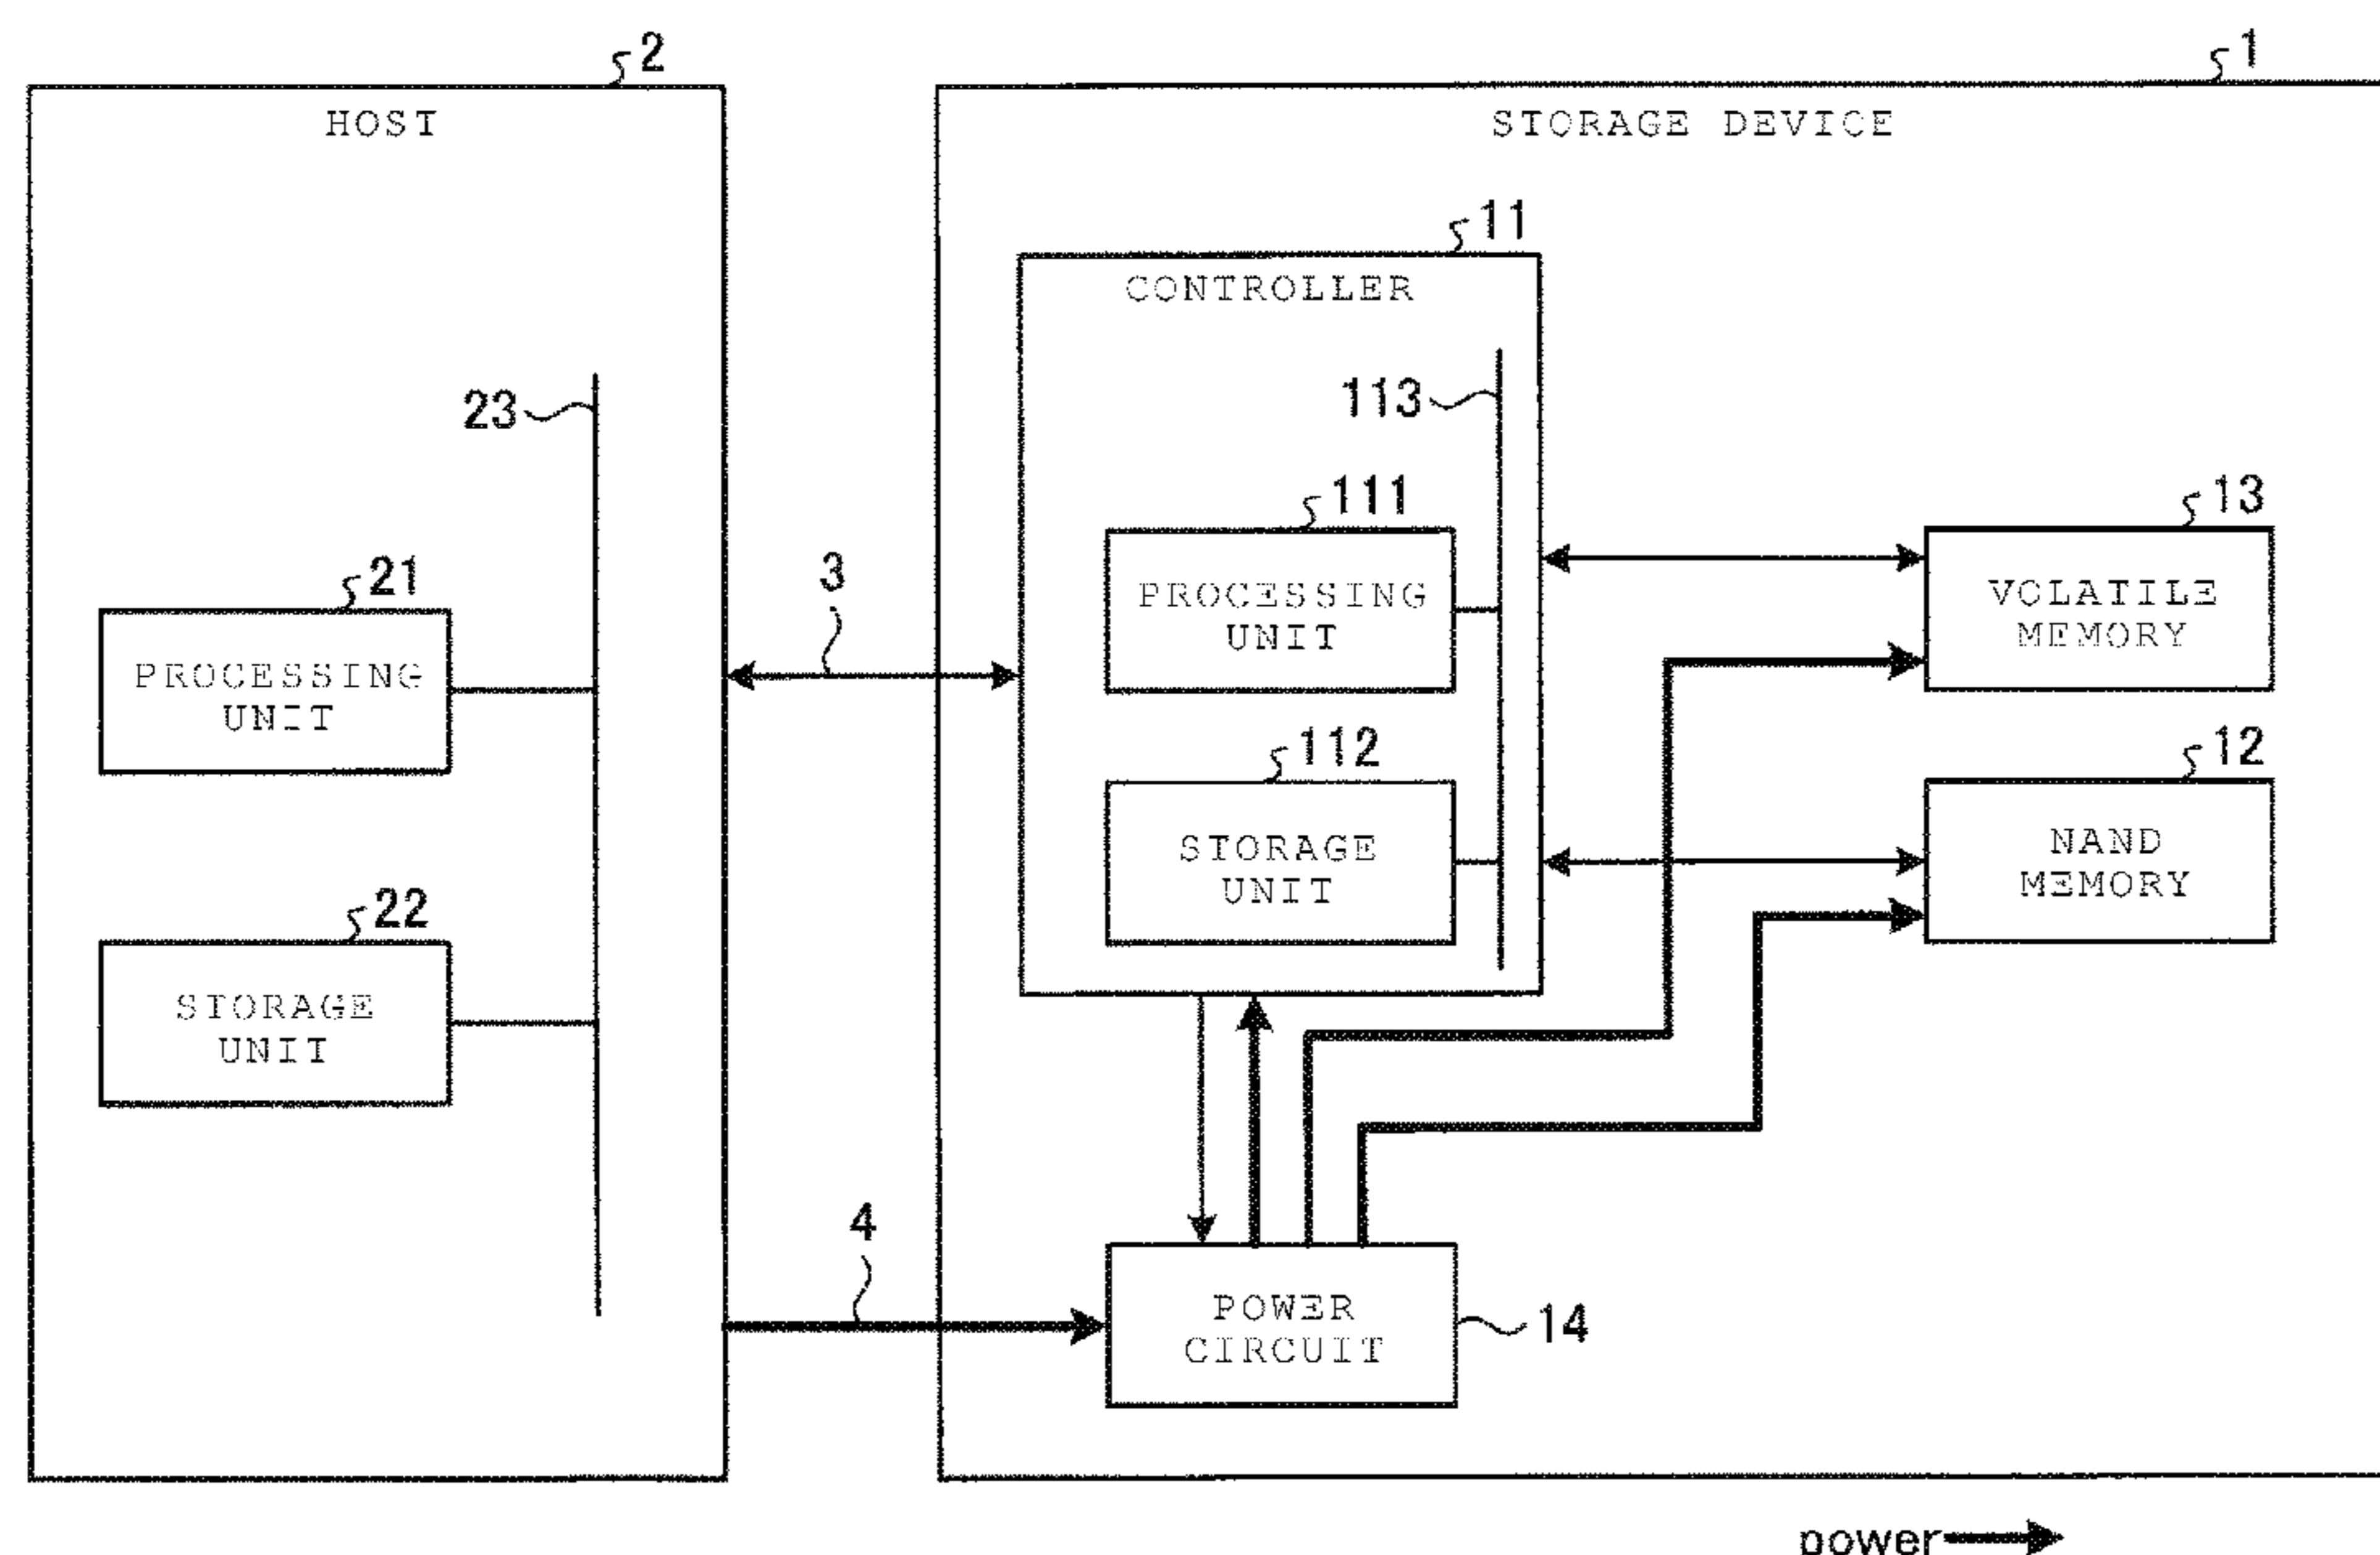 2
HOST
23
21
PROCESSING
UNIT
22
STORAGE
UNIT
3
4
1
STORAGE DEVICE
11
CONTROLLER
113
111
PROCESSING
UNIT
112
STORAGE
UNIT
13
VOLATILE
MEMORY
12
NAND
MEMORY
POWER
CIRCUIT
14
power